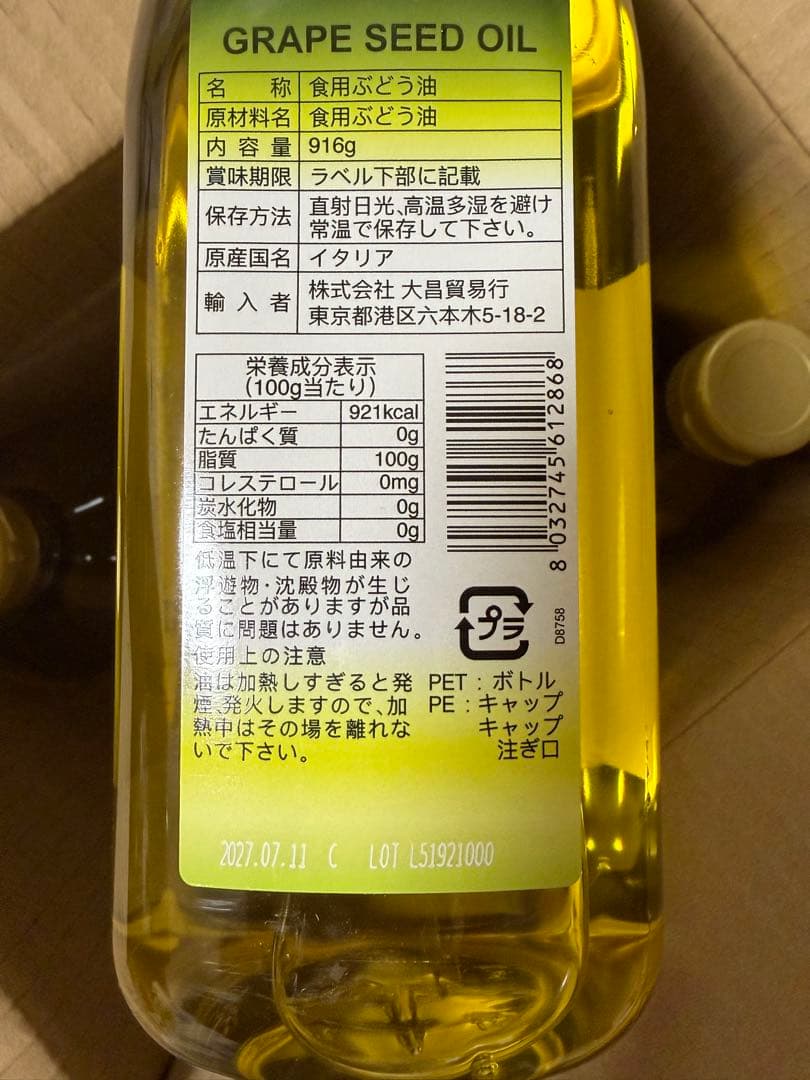 GRAPE SEED OIL
名称 食用ぶどう油
原材料名 食用ぶどう油
内容量 916g
賞味期限 ラベル下部に記載
保存方法 直射日光、高温多湿を避け
常温で保存して下さい。
原産国名 イタリア
輸入者 株式会社 大昌貿易行
東京都港区六本木5-18-2
栄養成分表示
(100g当たり)
エネルギー 921kcal
たんぱく質 0g
脂質 100g
コレステロール 0mg
炭水化物 0g
食塩相当量 0g
8 032745 612868
低温下にて原料由来の
浮遊物・沈殿物が生じ
ることがありますが品
質に問題はありません。
使用上の注意
油は加熱しすぎると発
煙、発火しますので、加
熱中はその場を離れな
いで下さい。
プラ
D8758
PET：ボトル
PE：キャップ
キャップ
注ぎ口
2027.07.11 C LOT L51921000